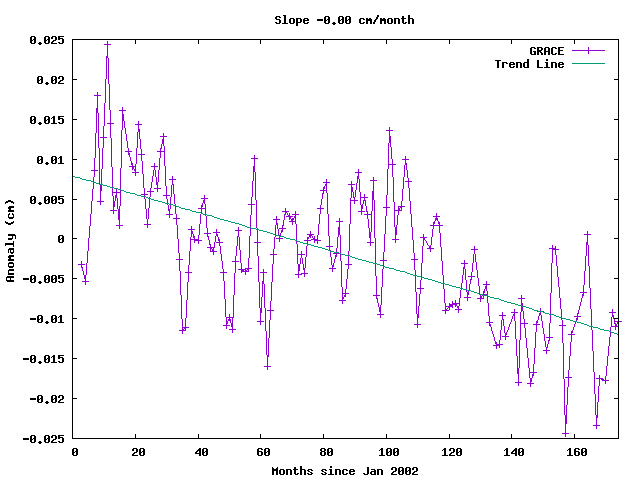 Slope -0.00 cm/month
GRACE
Trend Line
0.025
0.02
0.015
0.01
0.005
0
-0.005
-0.01
-0.015
-0.02
-0.025
Anomaly (cm)
0 20 40 60 80 100 120 140 160
Months since Jan 2002